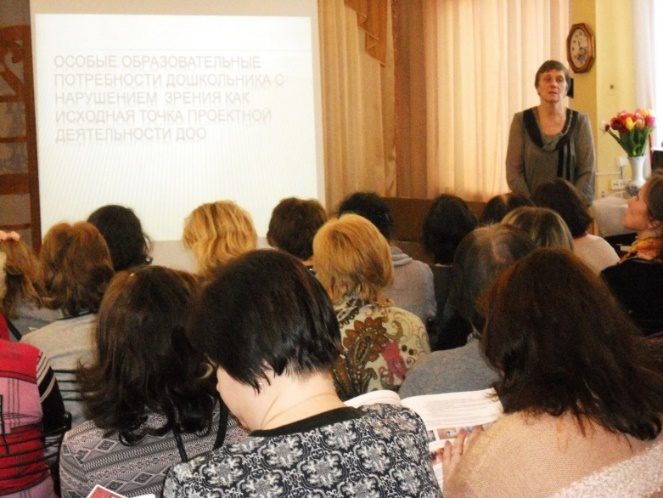 ОСОБЫЕ ОБРАЗОВАТЕЛЬНЫЕ
ПОТРЕБНОСТИ ДОШКОЛЬНИКА С
НАРУШЕНИЕМ ЗРЕНИЯ КАК
ИСХОДНАЯ ТОЧКА ПРОЕКТНОЙ
ДЕЯТЕЛЬНОСТИ ДОО